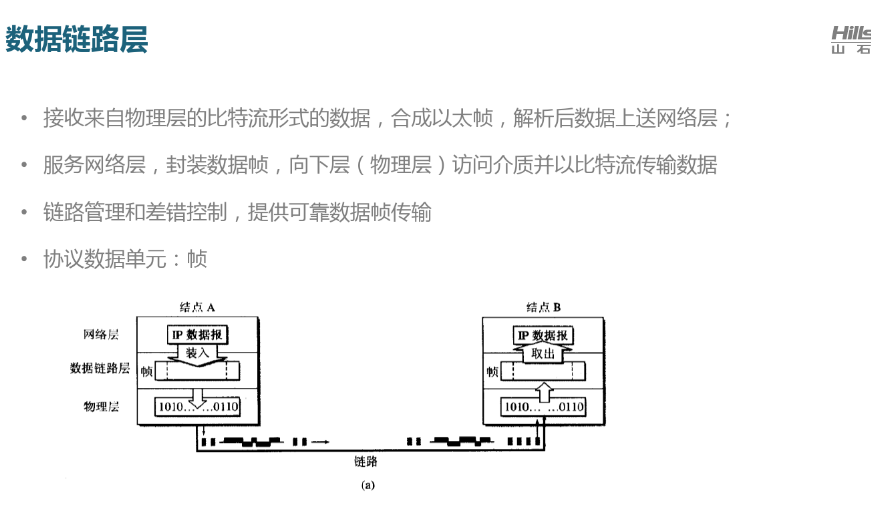 数据链路层
山石
• 接收来自物理层的比特流形式的数据，合成以太帧，解析后数据上送网络层；
• 服务网络层，封装数据帧，向下层（物理层）访问介质并以比特流传输数据
• 链路管理和差错控制，提供可靠数据帧传输
• 协议数据单元：帧
结点 A
结点 B
网络层
IP 数据报
IP 数据报
装入
取出
数据链路层
帧
帧
物理层
1010… …0110
1010… …0110
链路
(a)